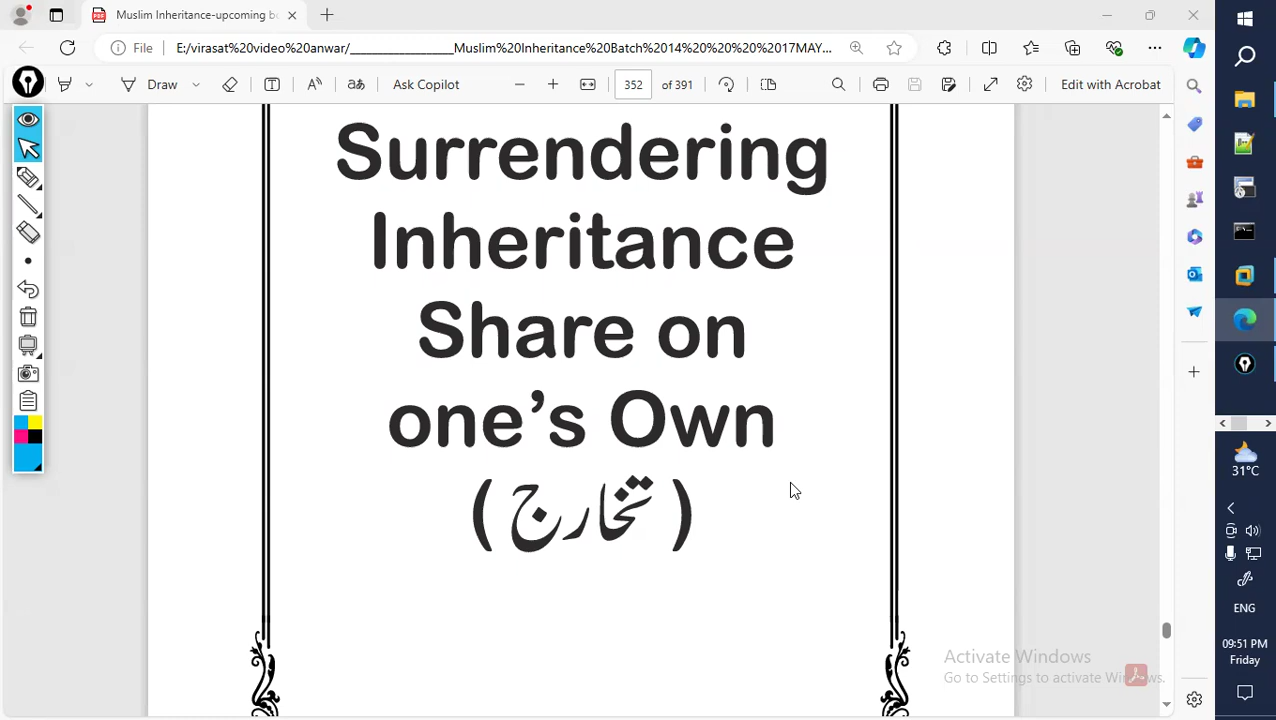 Muslim Inheritance-upcoming b
File
E:/virasat%20video%20anwar/__________________Muslim%20Inheritance%20Batch%2014%20%20%20%2017MAY...
Draw
Ask Copilot
352
of 391
Edit with Acrobat
Surrendering
Inheritance
Share on
one’s Own
( تخارج )
Activate Windows
Go to Settings to activate Windows.
31°C
ENG
09:51 PM
Friday